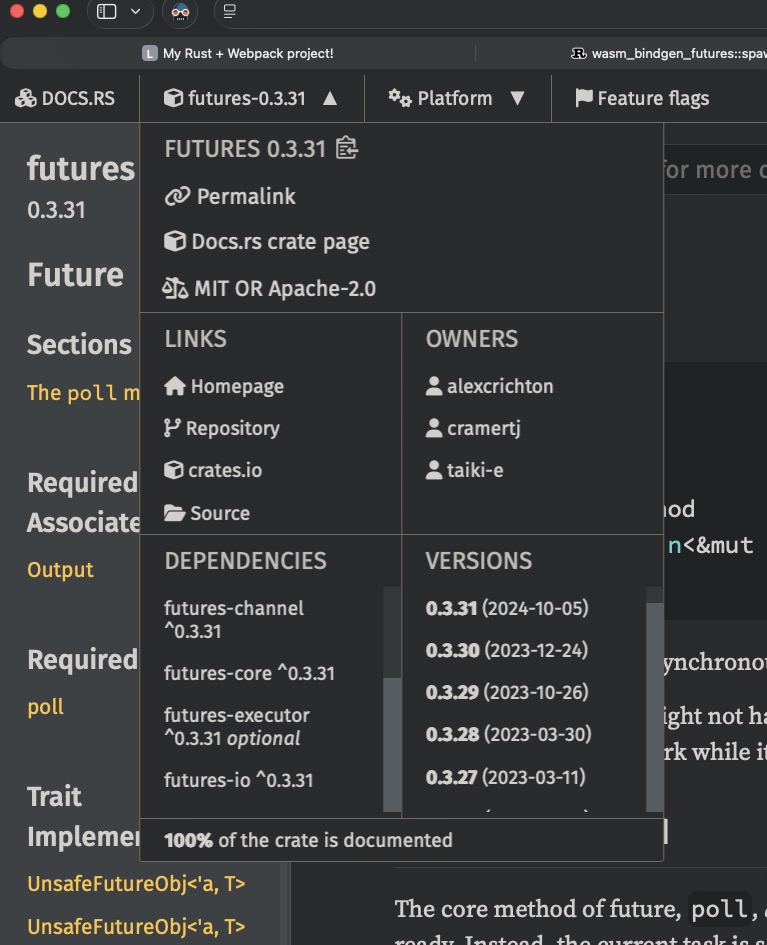 L My Rust + Webpack project!
wasm_bindgen_futures::spaw
DOCS.RS
futures-0.3.31 ▲
Platform ▼
Feature flags
futures
0.3.31
Future
Sections
The poll m
Required
Associate
Output
Required
poll
Trait
Implemen
UnsafeFutureObj<'a, T>
UnsafeFutureObj<'a, T>
FUTURES 0.3.31
Permalink
Docs.rs crate page
MIT OR Apache-2.0
LINKS
Homepage
Repository
crates.io
Source
OWNERS
alexcrichton
cramertj
taiki-e
DEPENDENCIES
futures-channel
^0.3.31
futures-core ^0.3.31
futures-executor
^0.3.31 optional
futures-io ^0.3.31
VERSIONS
0.3.31 (2024-10-05)
0.3.30 (2023-12-24)
0.3.29 (2023-10-26)
0.3.28 (2023-03-30)
0.3.27 (2023-03-11)
100% of the crate is documented
for more
n<&mut
ynchronou
ight not ha
rk while it
The core method of future, poll,
ready. Instead, the current task is